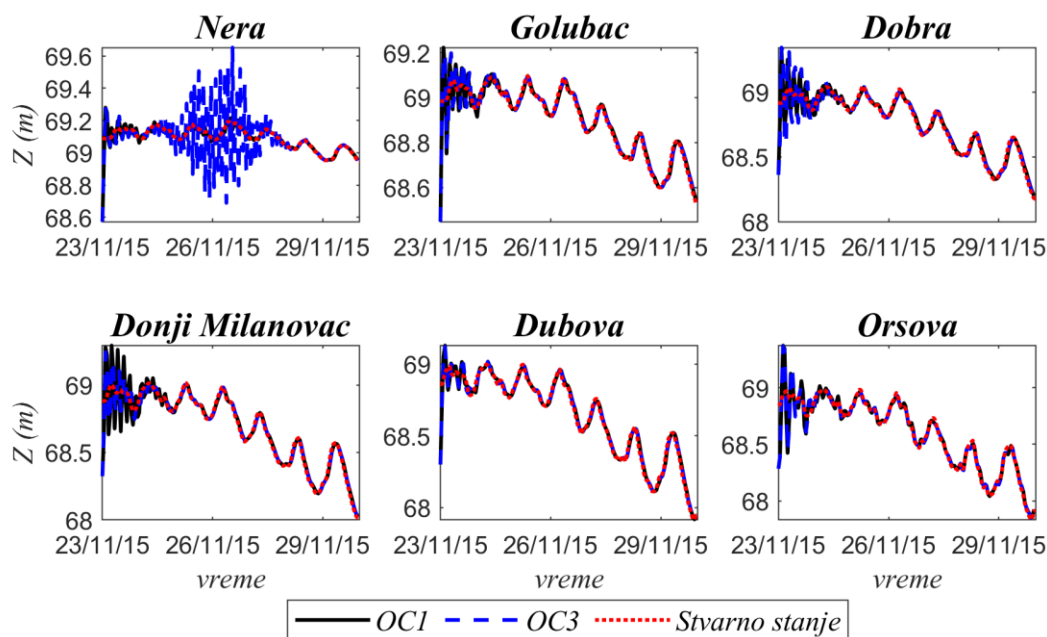 Nera
Golubac
Dobra
Z (m)
69.6
69.4
69.2
69
68.8
68.6
23/11/15
26/11/15
29/11/15
69.2
69
68.8
68.6
23/11/15
26/11/15
29/11/15
69
68.5
68
23/11/15
26/11/15
29/11/15
Donji Milanovac
Dubova
Orsova
Z (m)
69
68.5
68
23/11/15
26/11/15
29/11/15
vreme
69
68.5
68
23/11/15
26/11/15
29/11/15
vreme
69
68.5
68
23/11/15
26/11/15
29/11/15
vreme
OC1
OC3
Stvarno stanje